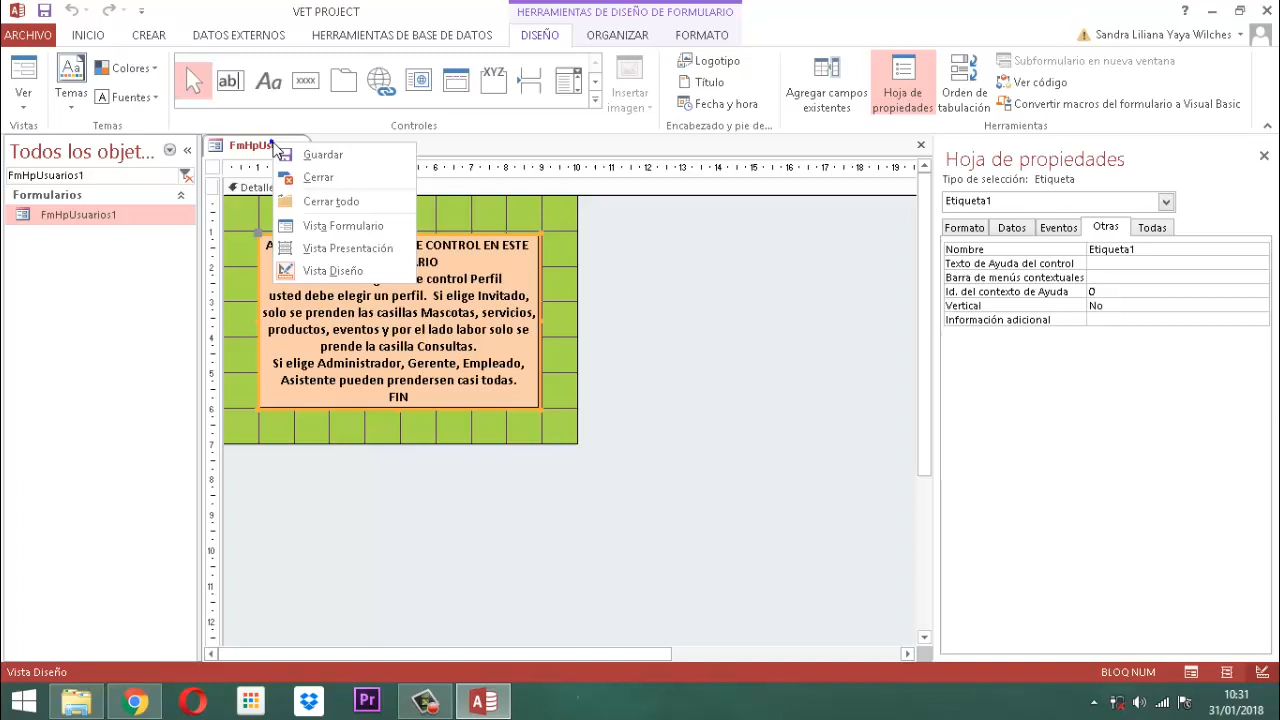 VET PROJECT
HERRAMIENTAS DE DISEÑO DE FORMULARIO
ARCHIVO
INICIO
CREAR
DATOS EXTERNOS
HERRAMIENTAS DE BASE DE DATOS
DISEÑO
ORGANIZAR
FORMATO
Sandra Liliana Yaya Wilches
Ver
Temas
Colores
Fuentes
ab|
Aa
xxxx
XYZ
Insertar
imagen
Logotipo
Título
Fecha y hora
Agregar campos
existentes
Hoja de
propiedades
Orden de
tabulación
Subformulario en nueva ventana
Ver código
Convertir macros del formulario a Visual Basic
Vistas
Temas
Controles
Encabezado y pie de...
Herramientas
Todos los objet...
FmHpUsuarios1
Formularios
FmHpUsuarios1
FmHpUs
Detalle
Guardar
Cerrar
Cerrar todo
Vista Formulario
Vista Presentación
Vista Diseño
E CONTROL EN ESTE
RIO
e control Perfil
usted debe elegir un perfil. Si elige Invitado,
solo se prenden las casillas Mascotas, servicios,
productos, eventos y por el lado labor solo se
prende la casilla Consultas.
Si elige Administrador, Gerente, Empleado,
Asistente pueden prendersen casi todas.
FIN
Hoja de propiedades
Tipo de selección: Etiqueta
Etiqueta1
Formato
Datos
Eventos
Otras
Todas
Nombre
Etiqueta1
Texto de Ayuda del control
Barra de menús contextuales
Id. del contexto de Ayuda
0
Vertical
No
Información adicional
Vista Diseño
BLOQ NUM
Pr
10:31
31/01/2018